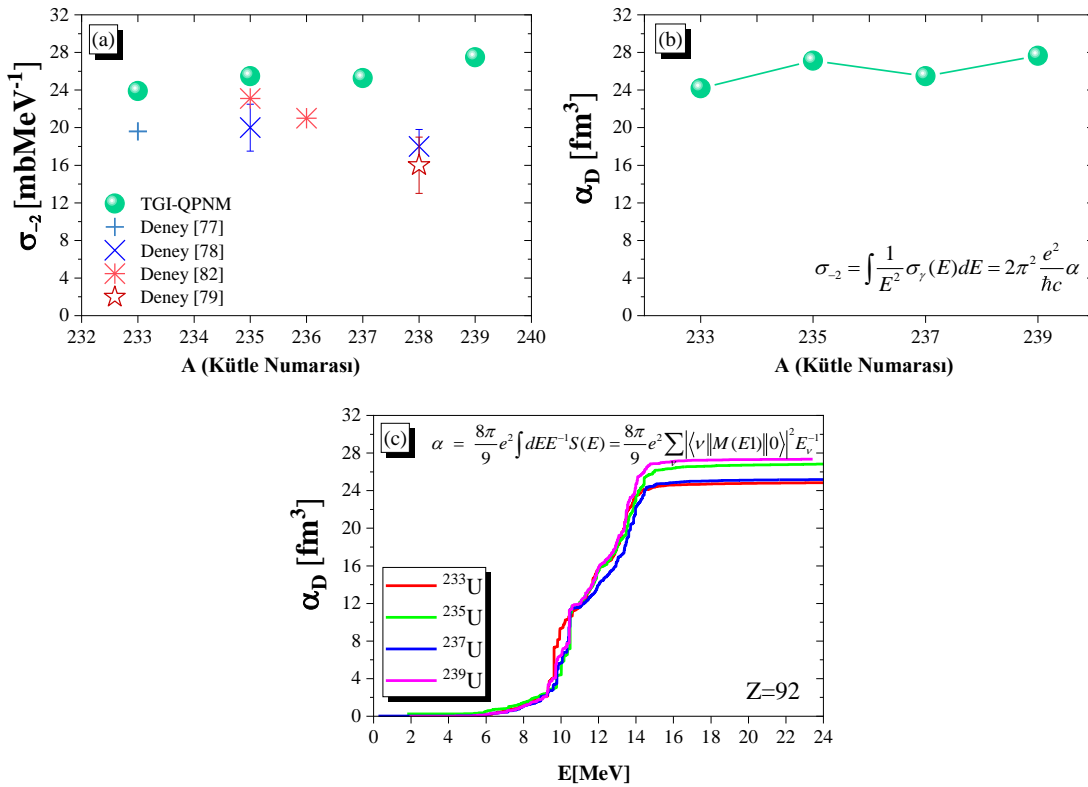 (a)
σ₋₂ [mbMeV⁻¹]
32
28
24
20
16
12
8
4
0
TGI-QPNM
Deney [77]
Deney [78]
Deney [82]
Deney [79]
232 233 234 235 236 237 238 239 240
A (Kütle Numarası)
(b)
α_D [fm³]
32
28
24
20
16
12
8
4
0
σ₋₂ = ∫ 1/E² σ_γ(E)dE = 2π² e²/ħc α
233 235 237 239
A (Kütle Numarası)
(c)
α = 8π/9 e² ∫ dEE⁻¹S(E) = 8π/9 e² Σ_ν |⟨ν||M(E1)||0⟩|² E_ν⁻¹
α_D [fm³]
32
28
24
20
16
12
8
4
0
²³³U
²³⁵U
²³⁷U
²³⁹U
Z=92
0 2 4 6 8 10 12 14 16 18 20 22 24
E[MeV]